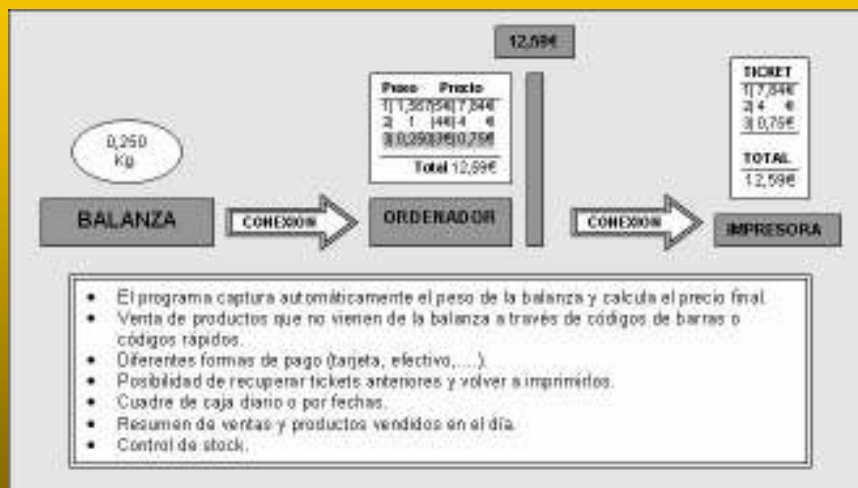 12,59€
Peso Precio
1| 1,567|5€|7,84€
2| 1 |4€|4 €
3| 0,250|3€|0,75€
Total 12,59€
TICKET
1| 7,84€
2| 4 €
3| 0,75€
TOTAL
12,59€
0,250
Kg
BALANZA
CONEXION
ORDENADOR
CONEXION
IMPRESORA
• El programa captura automáticamente el peso de la balanza y calcula el precio final.
• Venta de productos que no vienen de la balanza a través de códigos de barras o
códigos rápidos.
• Diferentes formas de pago (tarjeta, efectivo,....).
• Posibilidad de recuperar tickets anteriores y volver a imprimirlos.
• Cuadre de caja diario o por fechas.
• Resumen de ventas y productos vendidos en el día.
• Control de stock.